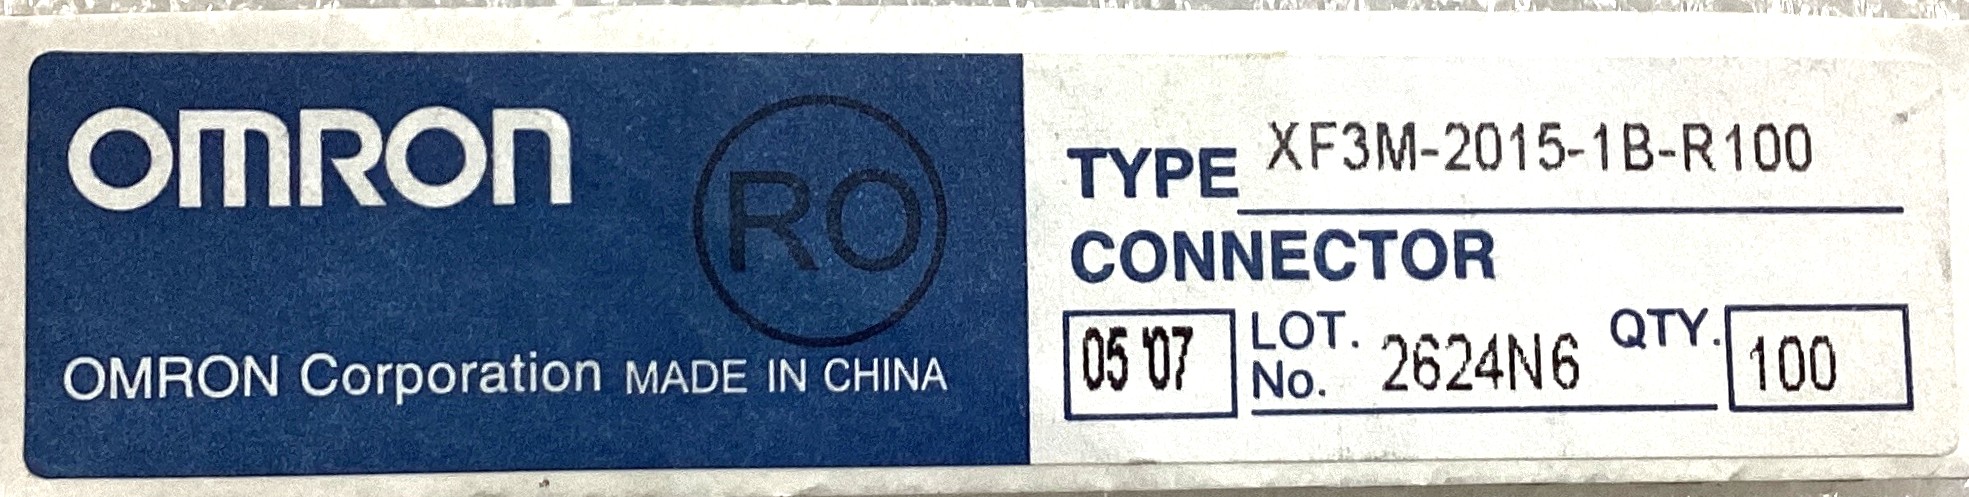 OMRON
RO
OMRON Corporation MADE IN CHINA
TYPE XF3M-2015-1B-R100
CONNECTOR
05 '07 LOT. No. 2624N6 QTY. 100